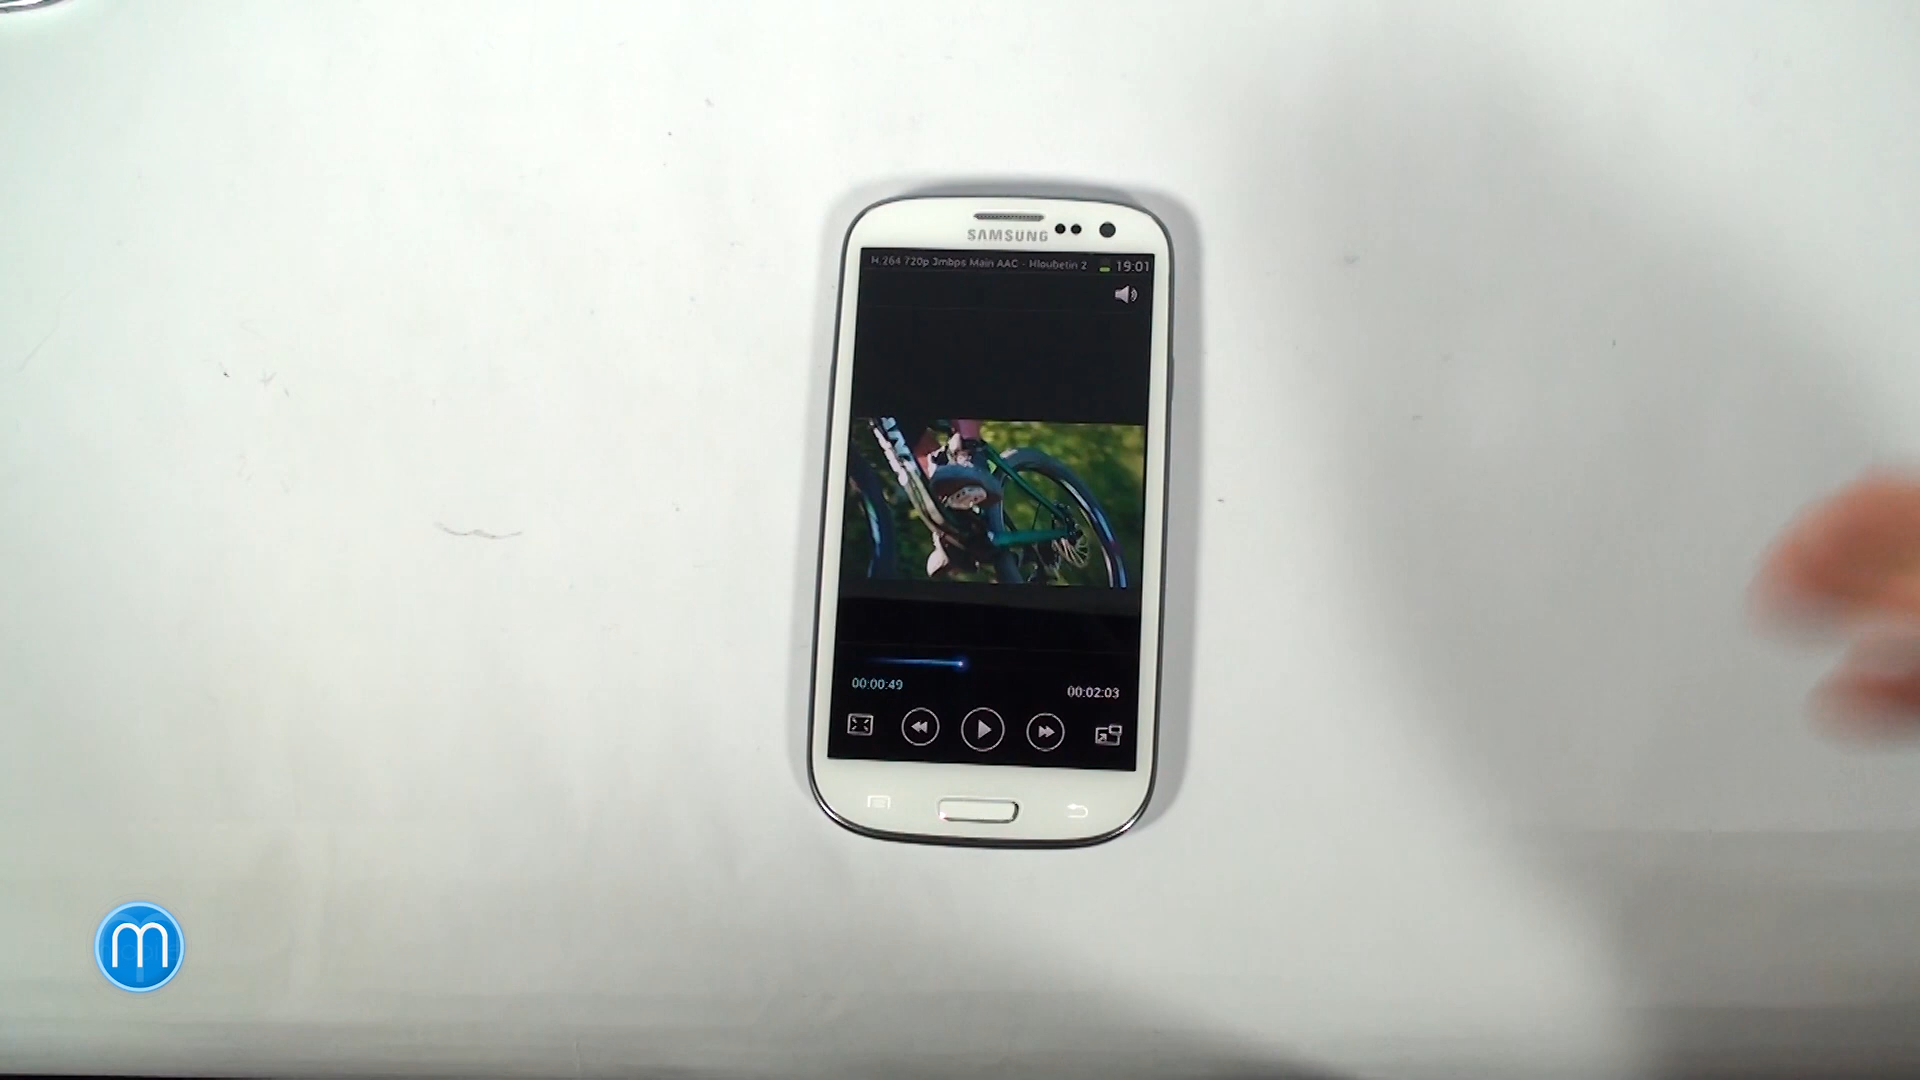 SAMSUNG
H.264 720p 3mbps Main AAC - Hloubetin 2 19:01
00:00:49 00:02:03
m